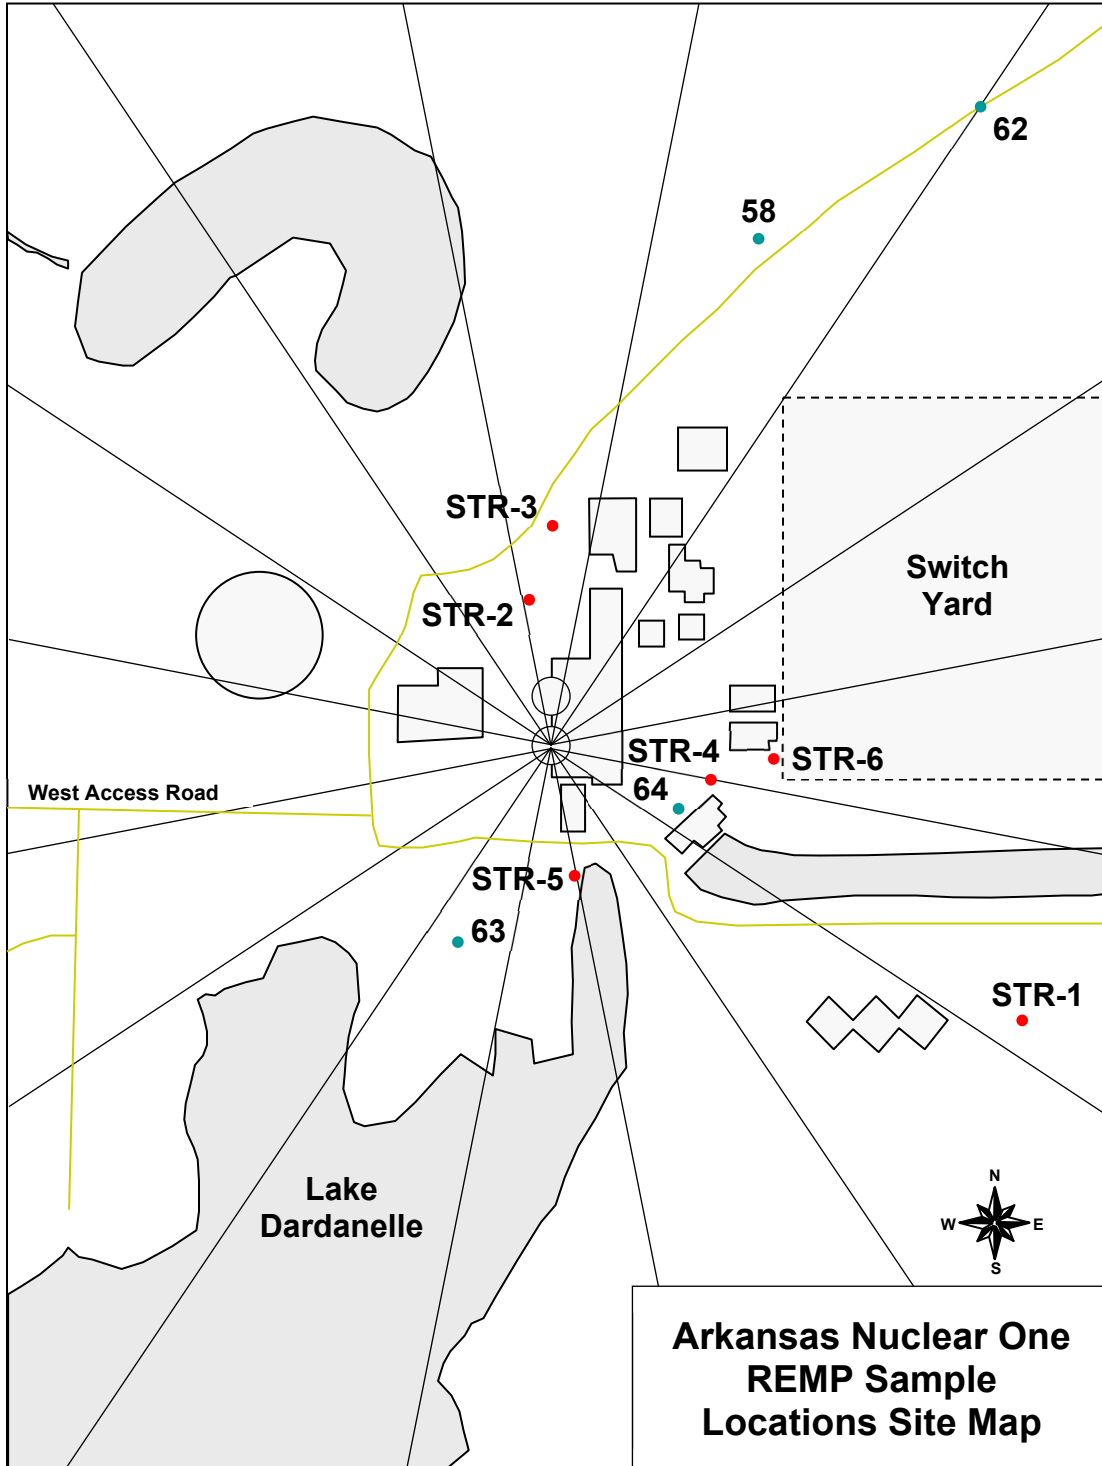 62
58
STR-3
Switch
Yard
STR-2
STR-4
STR-6
64
West Access Road
STR-5
63
STR-1
N
W
E
S
Lake
Dardanelle
Arkansas Nuclear One
REMP Sample
Locations Site Map